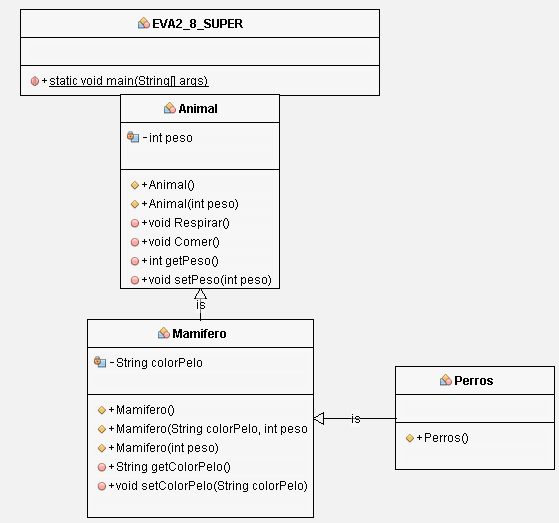 EVA2_8_SUPER
+ static void main(String[] args)
Animal
- int peso
+ Animal()
+ Animal(int peso)
+ void Respirar()
+ void Comer()
+ int getPeso()
+ void setPeso(int peso)
is
Mamifero
- String colorPelo
+ Mamifero()
+ Mamifero(String colorPelo, int peso
+ Mamifero(int peso)
+ String getColorPelo()
+ void setColorPelo(String colorPelo)
is
Perros
+ Perros()